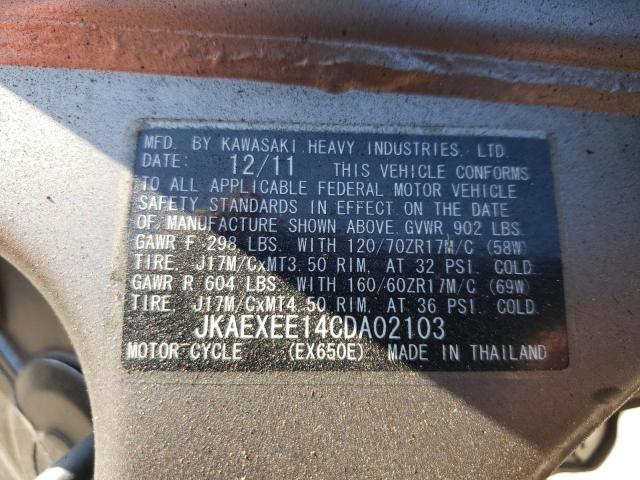 MFD. BY KAWASAKI HEAVY INDUSTRIES, LTD.
DATE: 12/11 THIS VEHICLE CONFORMS
TO ALL APPLICABLE FEDERAL MOTOR VEHICLE
SAFETY STANDARDS IN EFFECT ON THE DATE
OF MANUFACTURE SHOWN ABOVE. GVWR 902 LBS.
GAWR F 298 LBS. WITH 120/70ZR17M/C (58W)
TIRE, J17M/CxMT3.50 RIM, AT 32 PSI. COLD.
GAWR R 604 LBS. WITH 160/60ZR17M/C (69W)
TIRE, J17M/CxMT4.50 RIM, AT 36 PSI. COLD.
JKAEXEE14CDA02103
MOTOR CYCLE (EX650E) MADE IN THAILAND